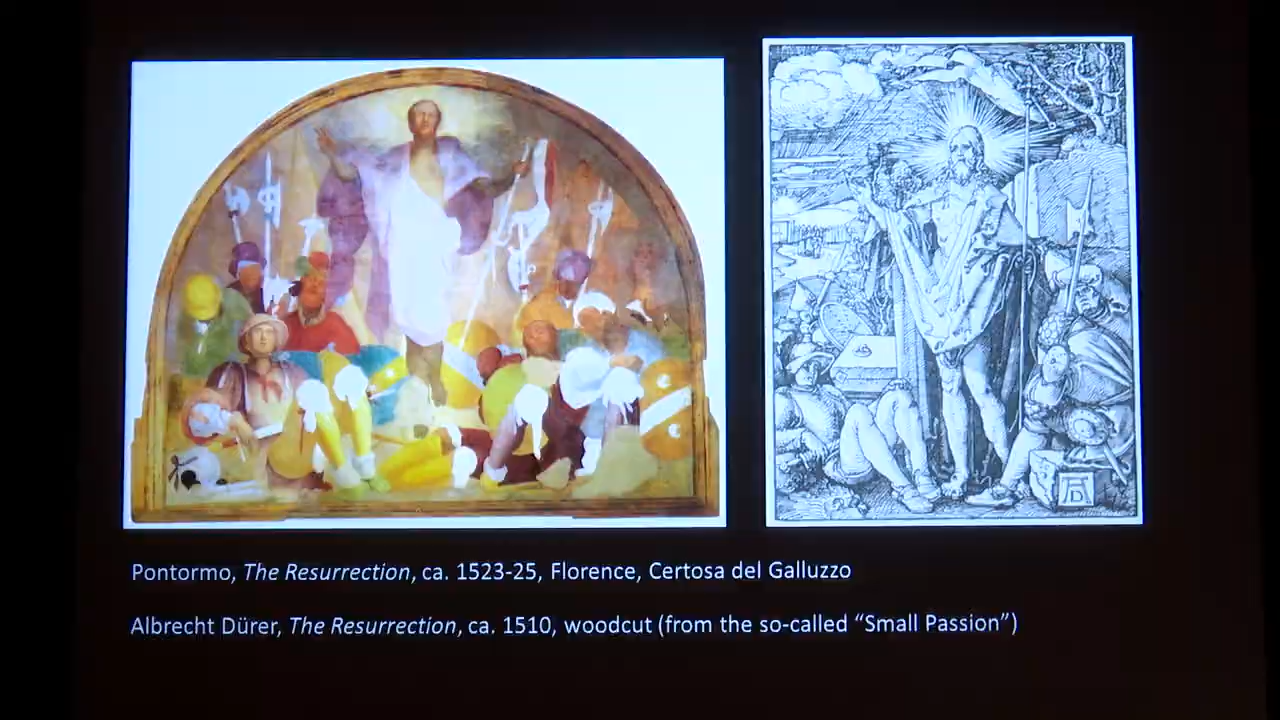 AD
Pontormo, The Resurrection, ca. 1523-25, Florence, Certosa del Galluzzo
Albrecht Dürer, The Resurrection, ca. 1510, woodcut (from the so-called “Small Passion”)